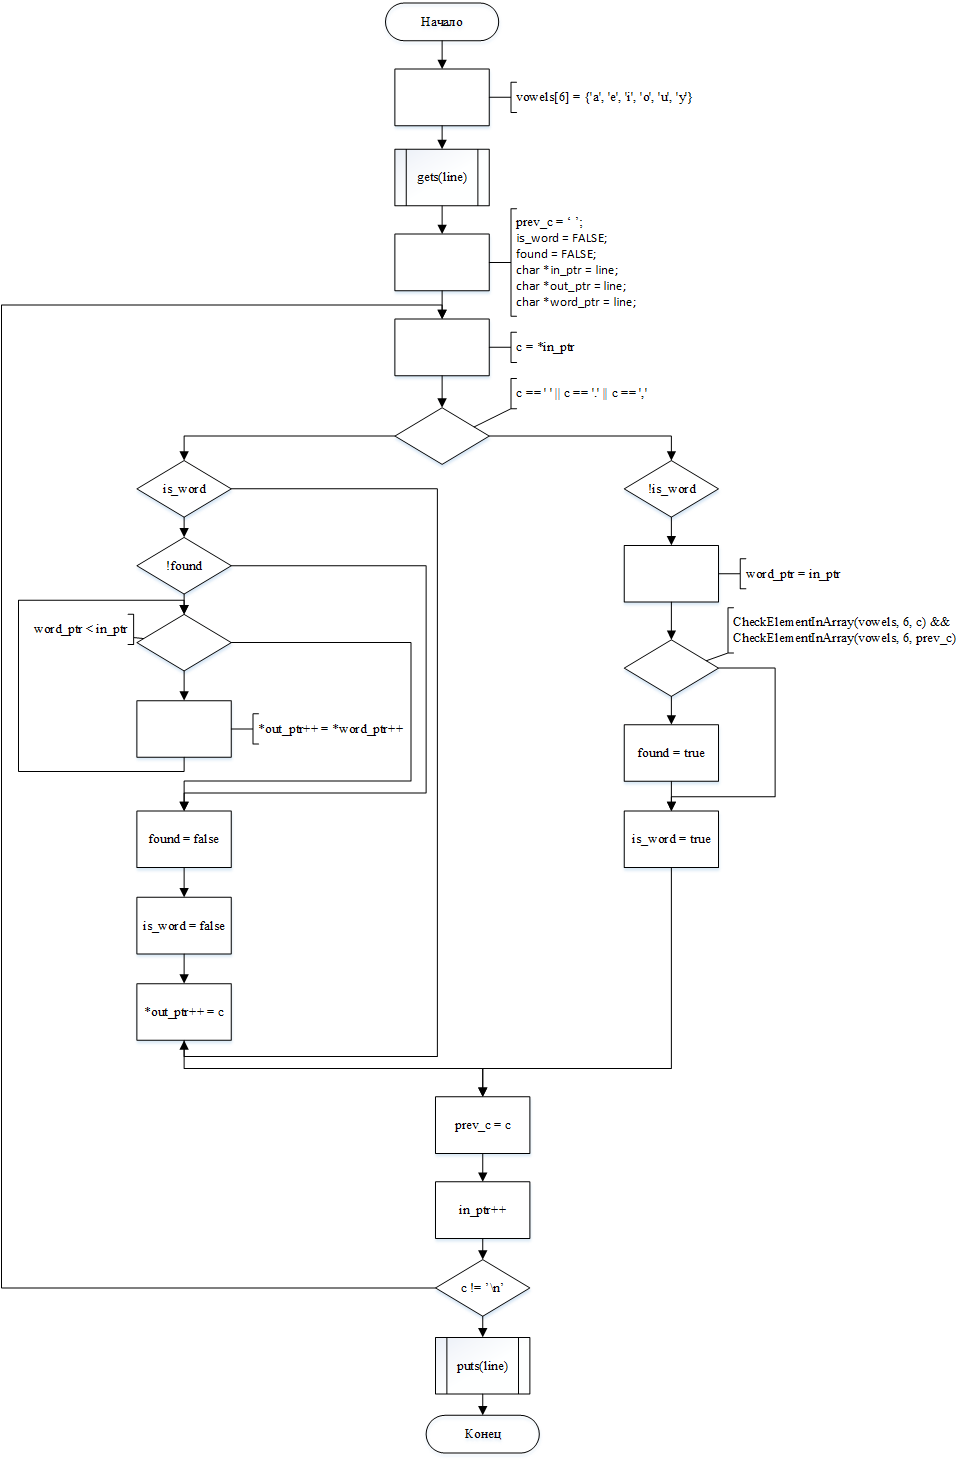 Начало
vowels[6] = {'a', 'e', 'i', 'o', 'u', 'y'}
gets(line)
prev_c = ‘ ’;
is_word = FALSE;
found = FALSE;
char *in_ptr = line;
char *out_ptr = line;
char *word_ptr = line;
c = *in_ptr
c == ' ' || c == '.' || c == ','
is_word
!is_word
!found
word_ptr = in_ptr
word_ptr < in_ptr
CheckElementInArray(vowels, 6, c) &&
CheckElementInArray(vowels, 6, prev_c)
*out_ptr++ = *word_ptr++
found = true
found = false
is_word = true
is_word = false
*out_ptr++ = c
prev_c = c
in_ptr++
c != ’\n’
puts(line)
Конец